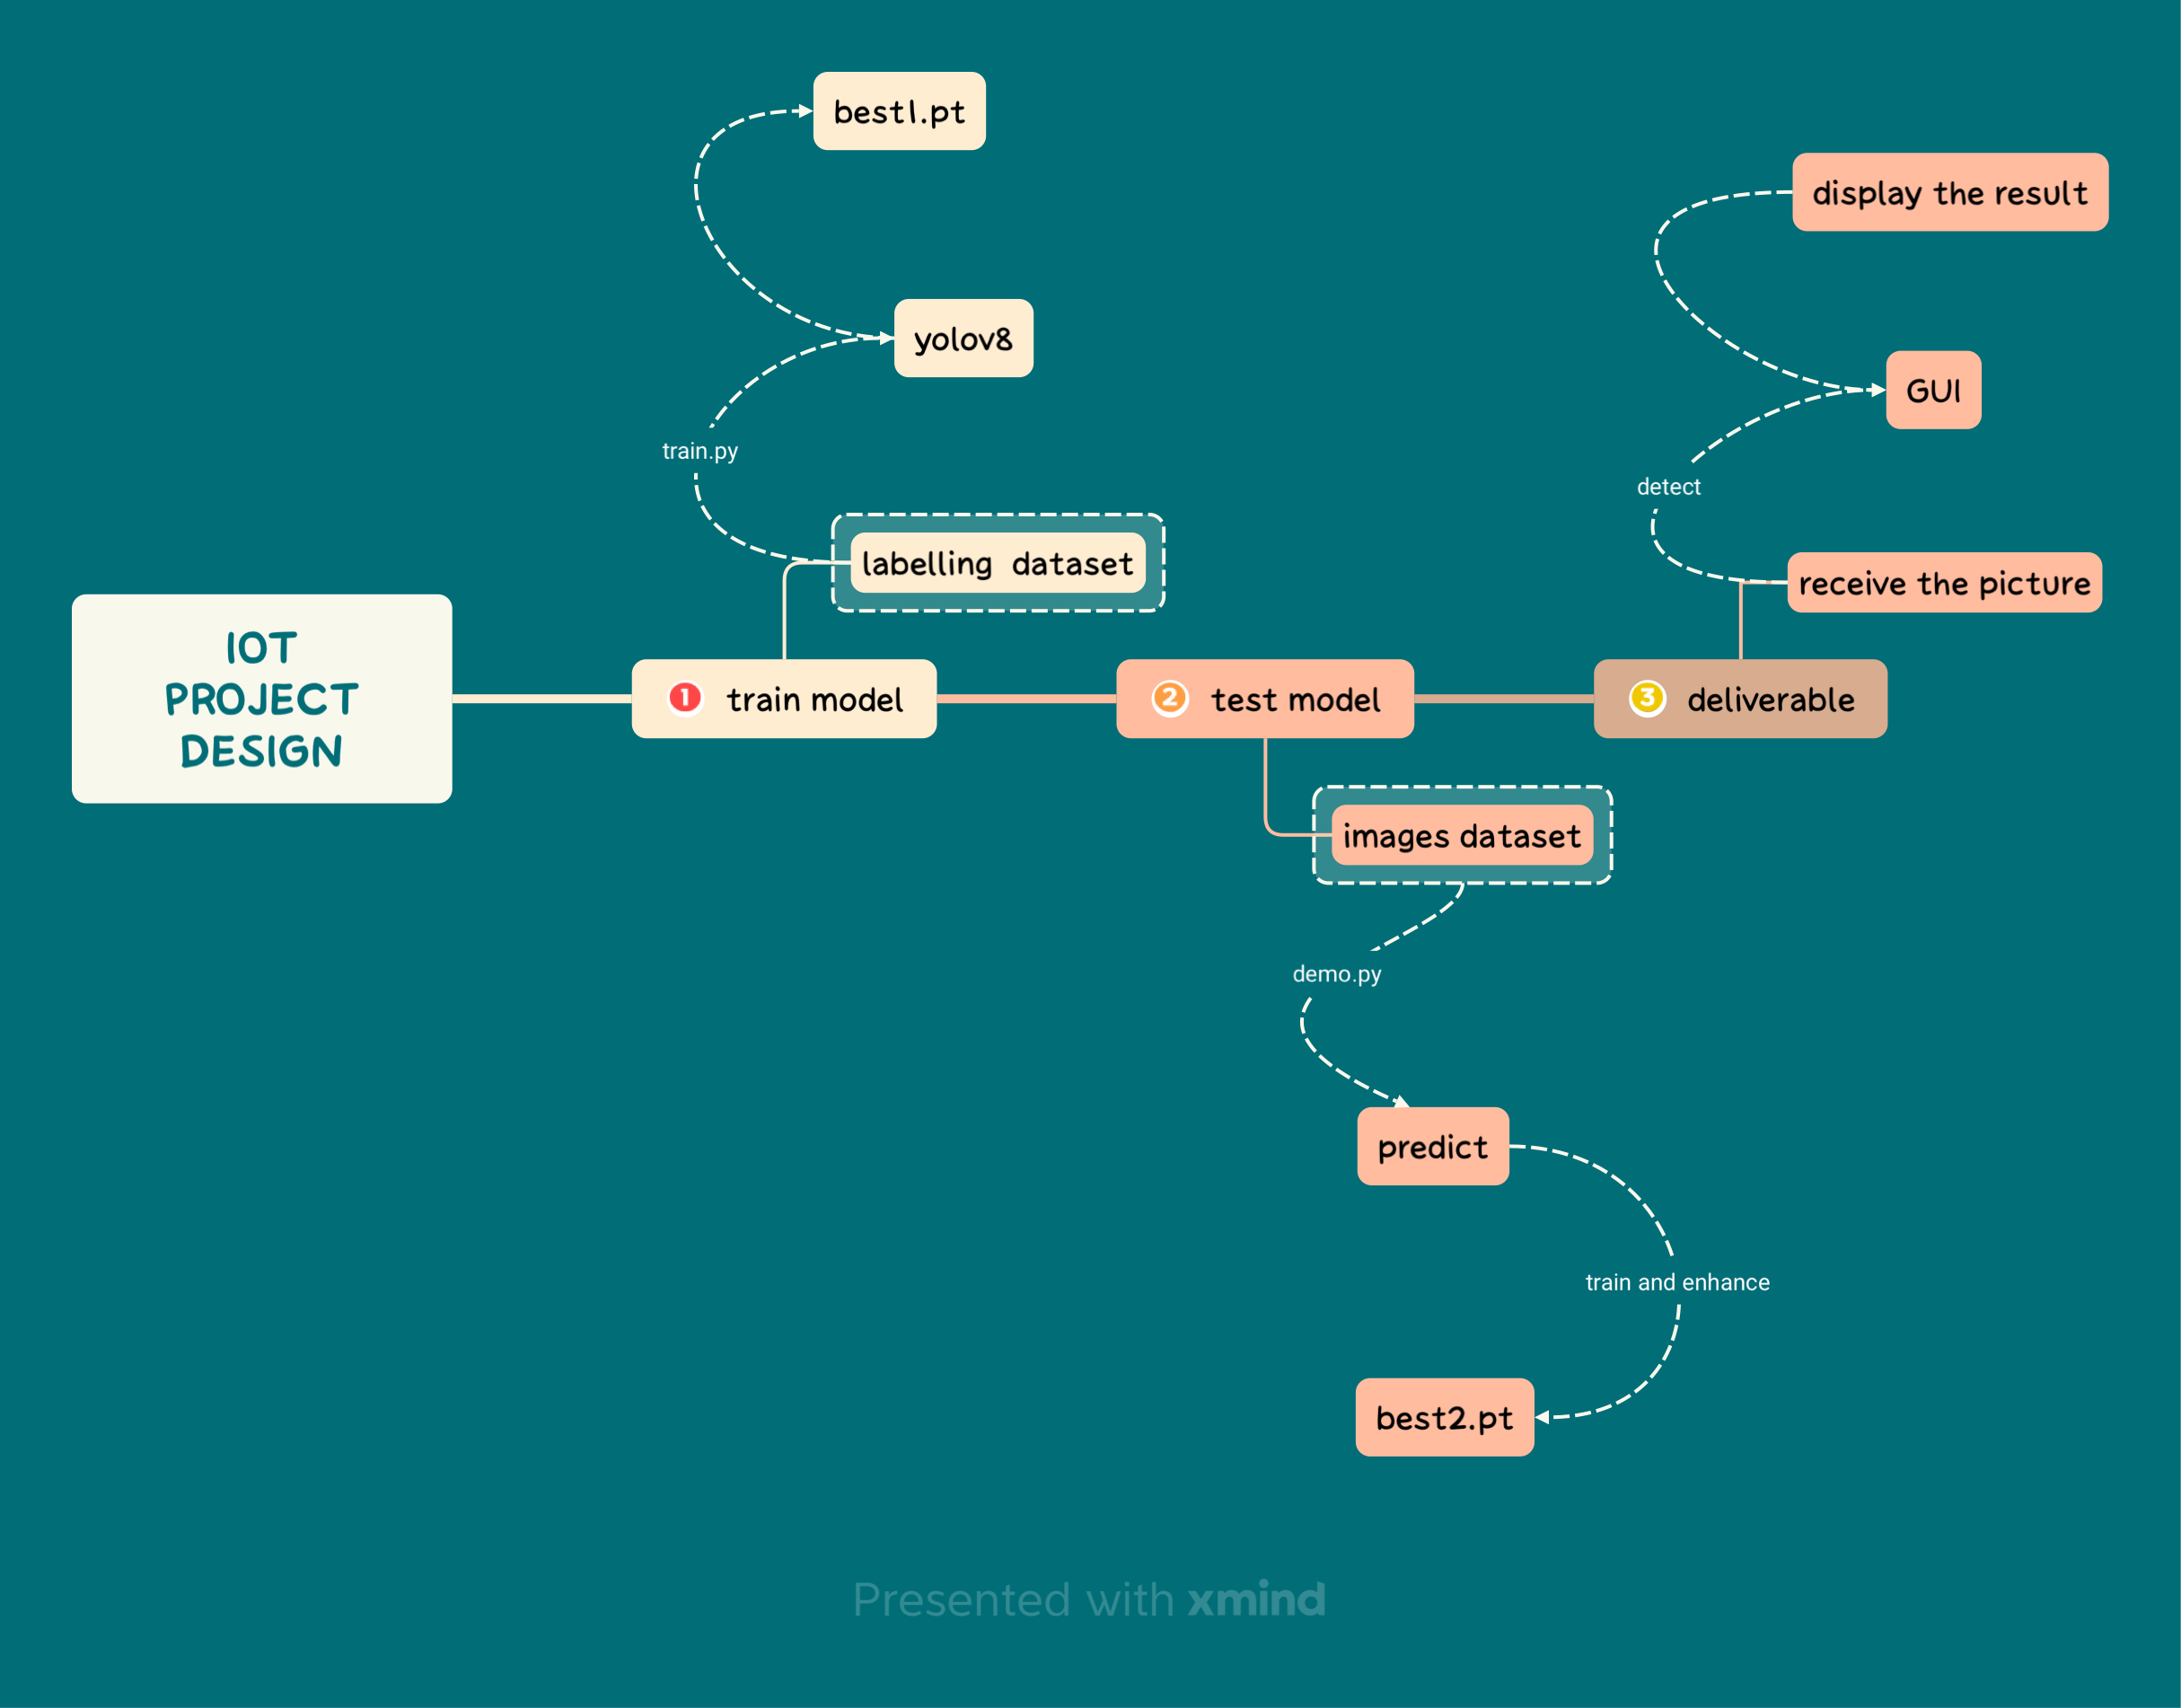 best1.pt
display the result
yolov8
GUI
train.py
detect
labelling dataset
receive the picture
IOT
PROJECT
DESIGN
1 train model
2 test model
3 deliverable
images dataset
demo.py
predict
train and enhance
best2.pt
Presented with xmind